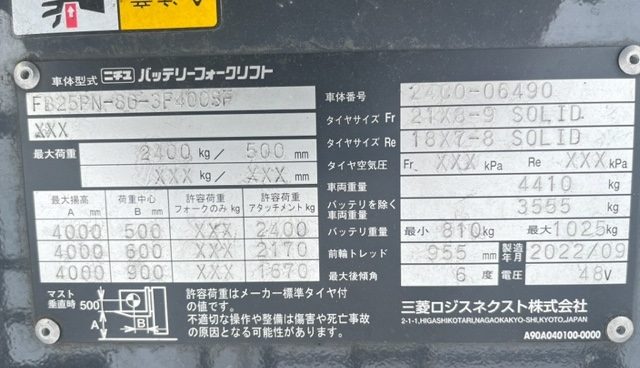 注意
車体型式 ニチユ バッテリーフォークリフト
FB25PN-80-3F400SF
XXX
最大荷重 2400 kg / 500 mm
XXX kg / XXX mm
車体番号 2400-06490
タイヤサイズ Fr 21X8-9 SOLID
タイヤサイズ Re 18X7-8 SOLID
タイヤ空気圧 Fr XXX kPa Re XXX kPa
車両重量 4410 kg
バッテリを除く車両重量 3555 kg
バッテリ重量 最小 810 kg 最大 1025 kg
前輪トレッド 955 mm 製造年月 2022/09
最大後傾角 6 度 電圧 48 V
最大揚高 A mm 荷重中心 B mm 許容荷重 フォークのみ kg 許容荷重 アタッチメント kg
4000 500 XXX 2400
4000 600 XXX 2170
4000 900 XXX 1670
マスト垂直時 500 A B
許容荷重はメーカー標準タイヤ付
の値です。
不適切な操作や整備は傷害や死亡事故
の原因となる可能性があります。
三菱ロジスネクスト株式会社
2-1-1,HIGASHIKOTARI,NAGAOKAKYO-SHI,KYOTO,JAPAN
A90A040100-0000